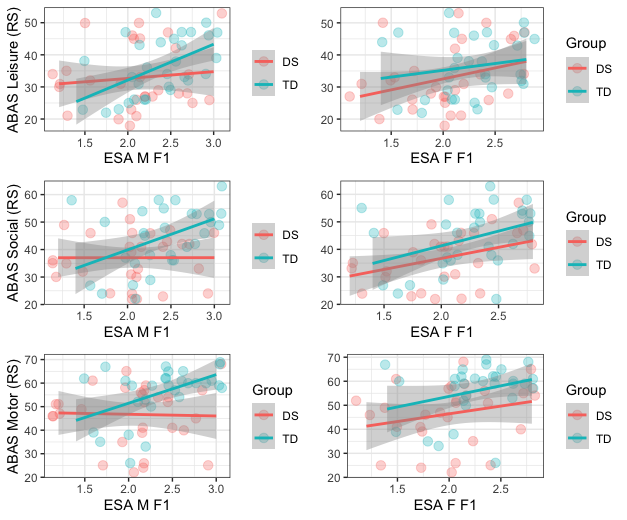 ABAS Leisure (RS)
50
40
30
20
1.5 2.0 2.5 3.0
ESA M F1
DS
TD
50
40
30
20
1.5 2.0 2.5
ESA F F1
Group
DS
TD
ABAS Social (RS)
60
50
40
30
20
1.5 2.0 2.5 3.0
ESA M F1
DS
TD
60
50
40
30
20
1.5 2.0 2.5
ESA F F1
Group
DS
TD
ABAS Motor (RS)
70
60
50
40
30
20
1.5 2.0 2.5 3.0
ESA M F1
Group
DS
TD
70
60
50
40
30
20
1.5 2.0 2.5
ESA F F1
Group
DS
TD